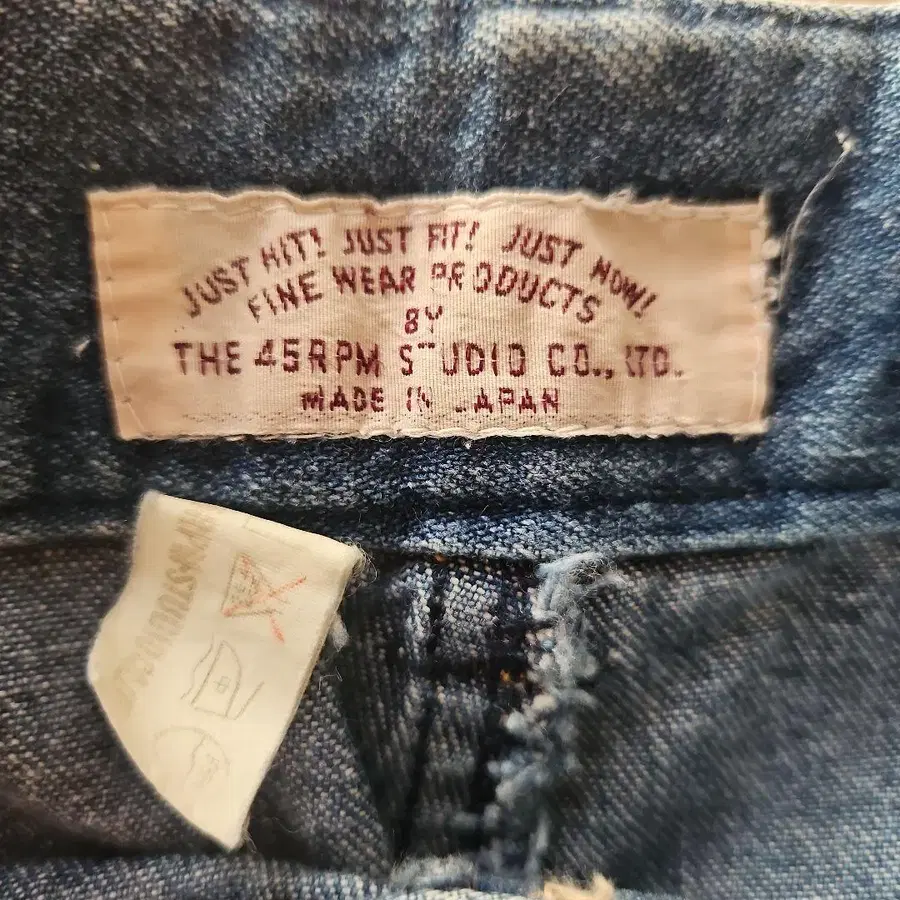 JUST HIT! JUST FIT! JUST NOW!
FINE WEAR PRODUCTS
BY
THE 45RPM STUDIO CO., LTD.
MADE IN JAPAN